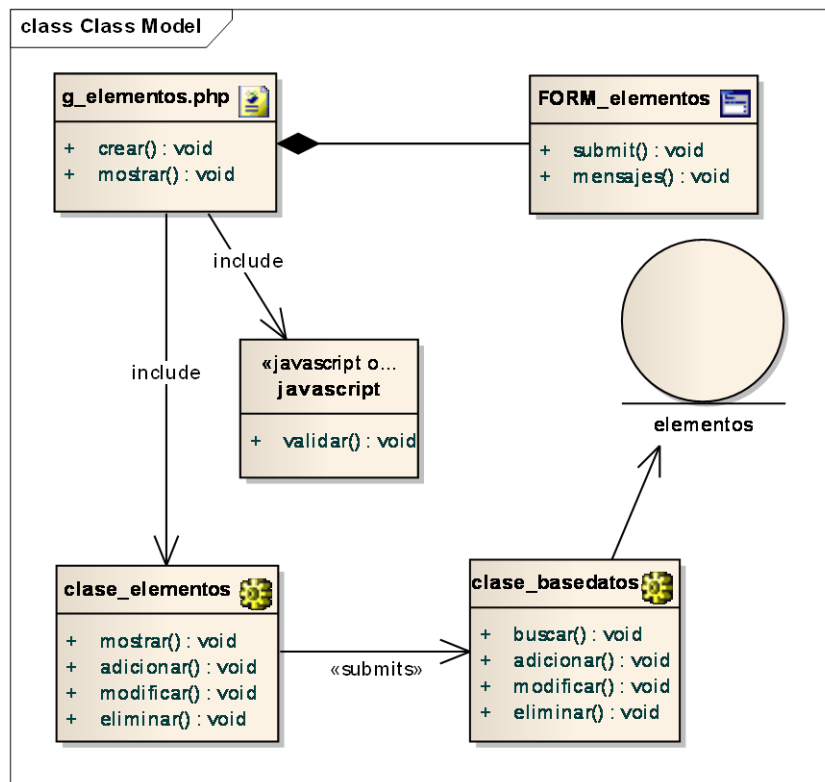 class Class Model
g_elementos.php
+ crear() : void
+ mostrar() : void
FORM_elementos
+ submit() : void
+ mensajes() : void
include
include
«javascript o...
javascript
+ validar() : void
elementos
clase_elementos
+ mostrar() : void
+ adicionar() : void
+ modificar() : void
+ eliminar() : void
«submits»
clase_basedatos
+ buscar() : void
+ adicionar() : void
+ modificar() : void
+ eliminar() : void